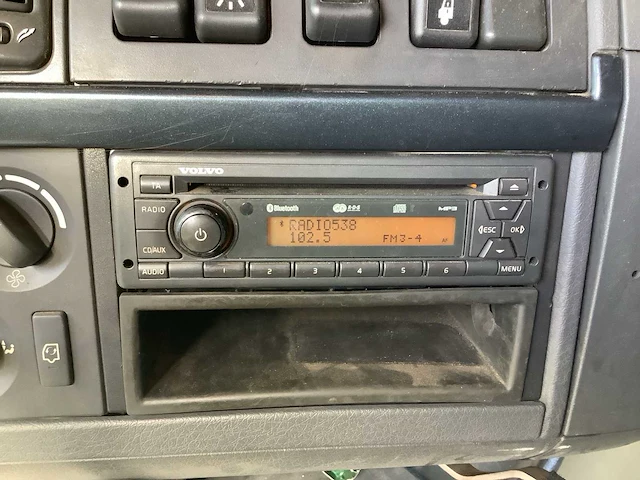 VOLVO
TA
Bluetooth RDS MP3
RADIO
* RADIO538
102.5 FM3-4
ESC OK
CD/AUX
AUDIO 1 2 3 4 5 6 MENU